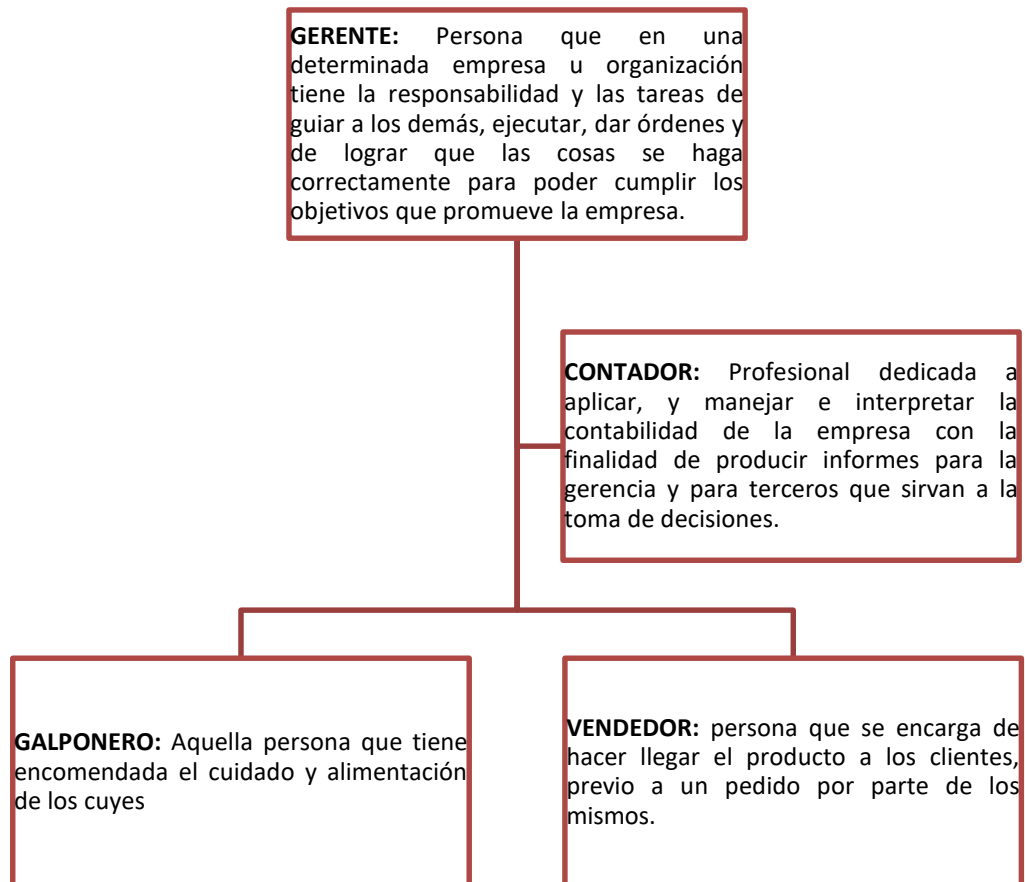 GERENTE: Persona que en una
determinada empresa u organización
tiene la responsabilidad y las tareas de
guiar a los demás, ejecutar, dar órdenes y
de lograr que las cosas se haga
correctamente para poder cumplir los
objetivos que promueve la empresa.
CONTADOR: Profesional dedicada a
aplicar, y manejar e interpretar la
contabilidad de la empresa con la
finalidad de producir informes para la
gerencia y para terceros que sirvan a la
toma de decisiones.
GALPONERO: Aquella persona que tiene
encomendada el cuidado y alimentación
de los cuyes
VENDEDOR: persona que se encarga de
hacer llegar el producto a los clientes,
previo a un pedido por parte de los
mismos.